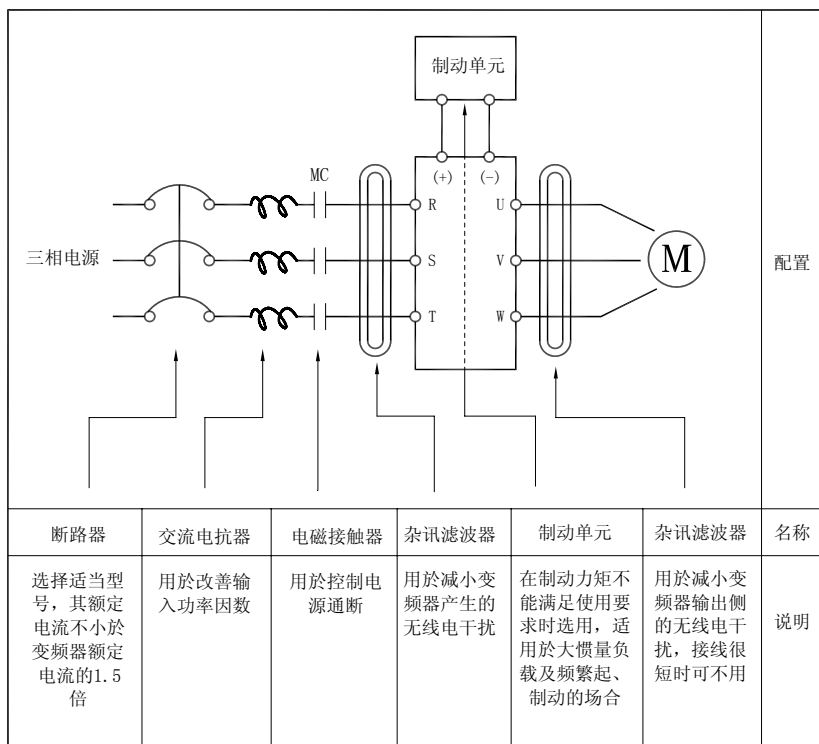 制动单元
MC
(+)
(-)
R
U
三相电源
S
V
M
配置
T
W
断路器
交流电抗器
电磁接触器
杂讯滤波器
制动单元
杂讯滤波器
名称
选择适当型
号，其额定
电流不小於
变频器额定
电流的1.5
倍
用於改善输
入功率因数
用於控制电
源通断
用於减小变
频器产生的
无线电干扰
在制动力矩不
能满足使用要
求时选用，适
用於大惯量负
载及频繁起、
制动的场合
用於减小变
频器输出侧
的无线电干
扰，接线很
短时可不用
说明